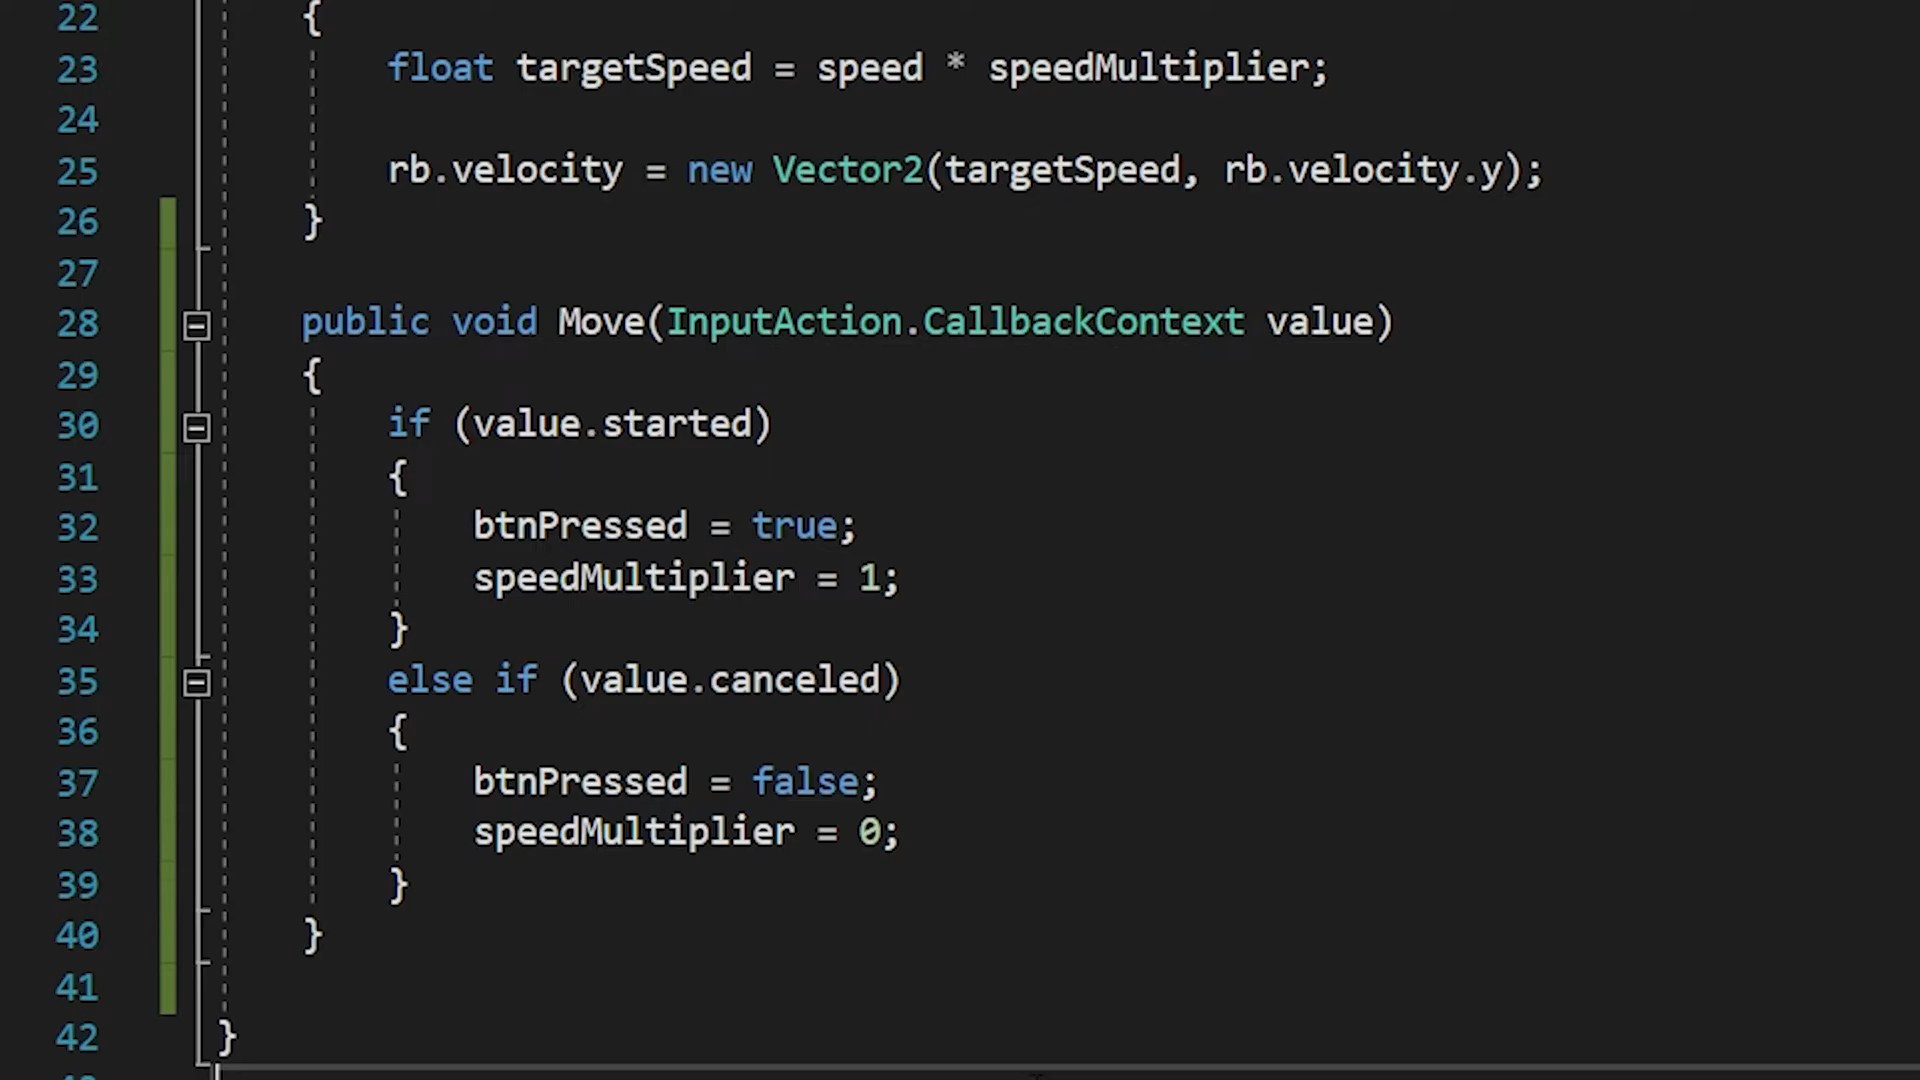 22 {
23 float targetSpeed = speed * speedMultiplier;
24
25 rb.velocity = new Vector2(targetSpeed, rb.velocity.y);
26 }
27
28 public void Move(InputAction.CallbackContext value)
29 {
30 if (value.started)
31 {
32 btnPressed = true;
33 speedMultiplier = 1;
34 }
35 else if (value.canceled)
36 {
37 btnPressed = false;
38 speedMultiplier = 0;
39 }
40 }
41
42 }